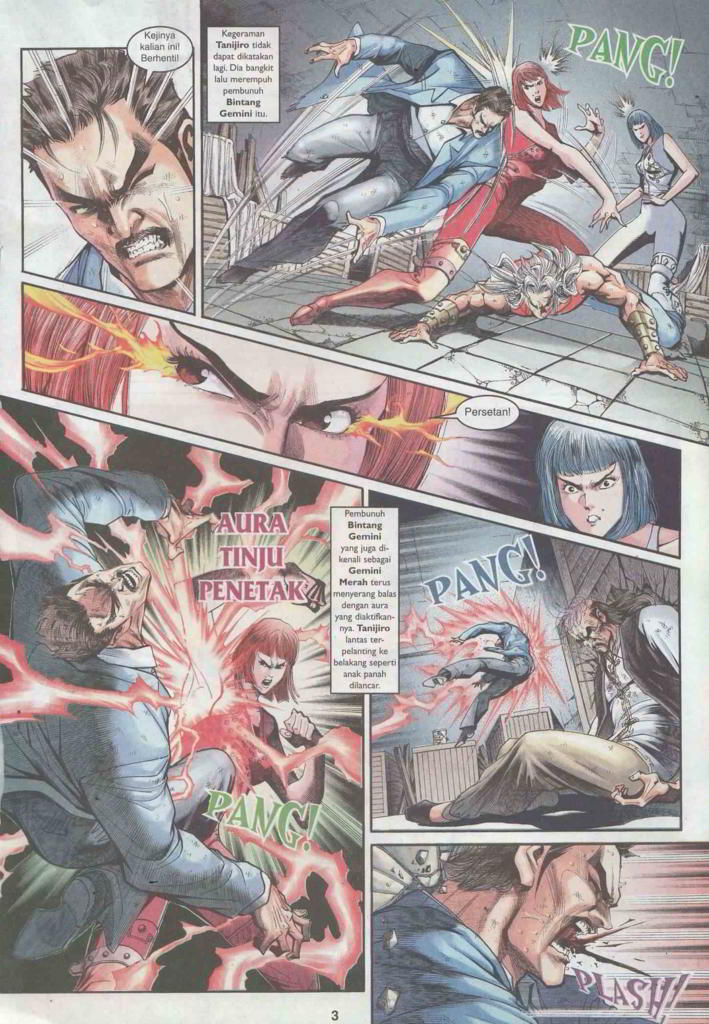 Kejinya
kalian ini!
Berhenti!
Kegeraman
Tanijiro tidak
dapat dikatakan
lagi. Dia bangkit
lalu merempuh
pembunuh
Bintang
Gemini itu.
PANG!
Persetan!
AURA
TINJU
PENETAK
PANG!
Pembunuh
Bintang
Gemini
yang juga di-
kenali sebagai
Gemini
Merah terus
menyerang balas
dengan aura
yang diaktifkan-
nya. Tanijiro
lantas ter-
pelanting ke
belakang seperti
anak panah
dilancar.
PANG!
PLASH!
3